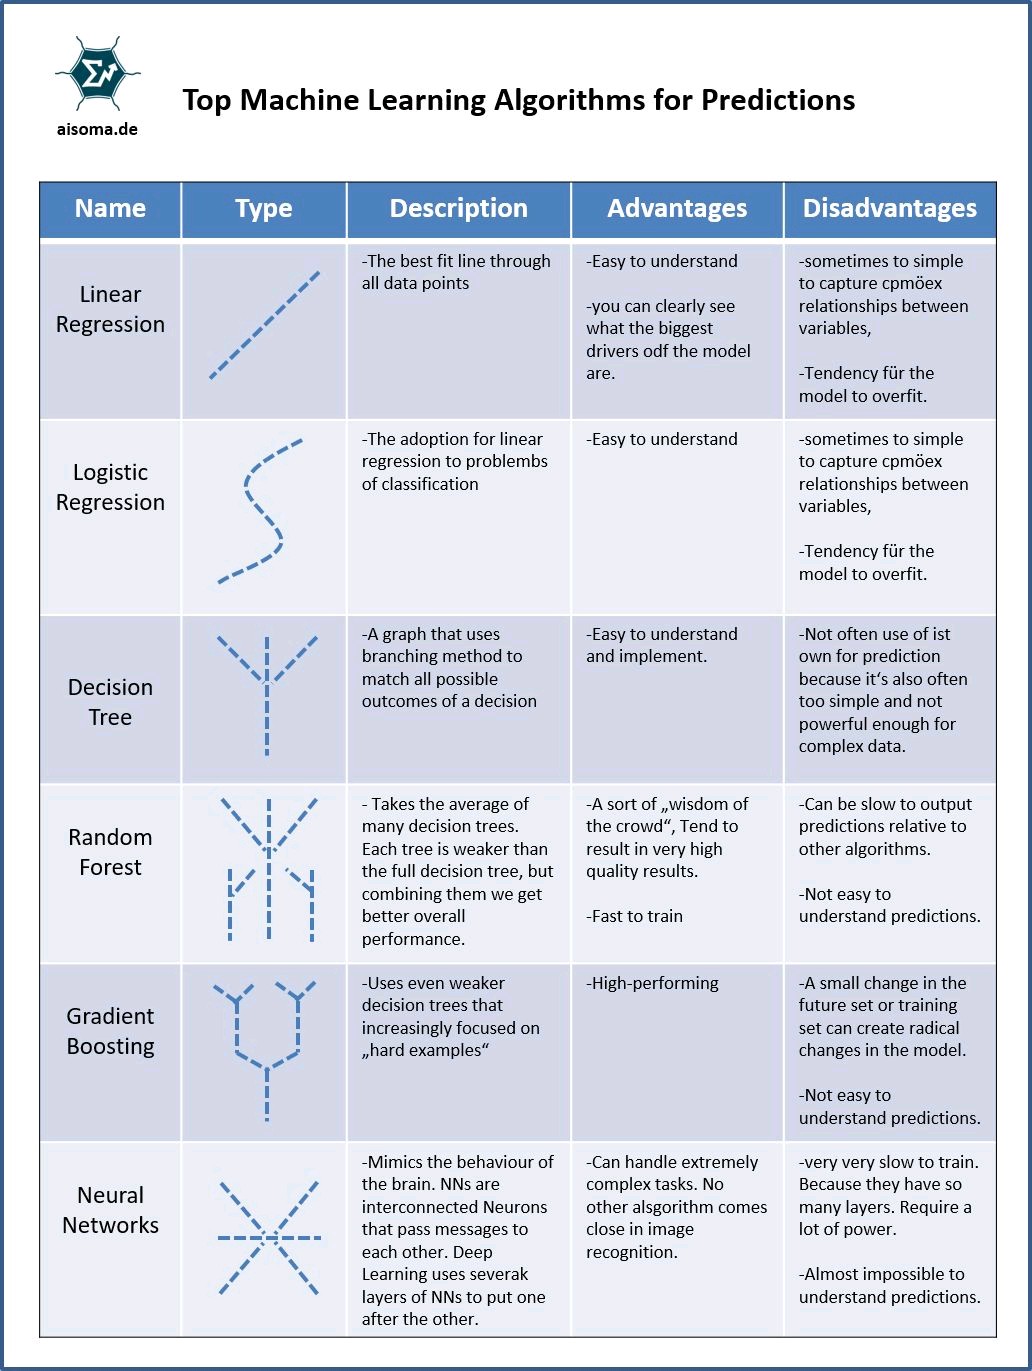 aisoma.de
Top Machine Learning Algorithms for Predictions
Name
Type
Description
Advantages
Disadvantages
Linear
Regression
-The best fit line through
all data points
-Easy to understand
-you can clearly see
what the biggest
drivers odf the model
are.
-sometimes to simple
to capture cpmöex
relationships between
variables,
-Tendency für the
model to overfit.
Logistic
Regression
-The adoption for linear
regression to problembs
of classification
-Easy to understand
-sometimes to simple
to capture cpmöex
relationships between
variables,
-Tendency für the
model to overfit.
Decision
Tree
-A graph that uses
branching method to
match all possible
outcomes of a decision
-Easy to understand
and implement.
-Not often use of ist
own for prediction
because it‘s also often
too simple and not
powerful enough for
complex data.
Random
Forest
- Takes the average of
many decision trees.
Each tree is weaker than
the full decision tree, but
combining them we get
better overall
performance.
-A sort of „wisdom of
the crowd“, Tend to
result in very high
quality results.
-Fast to train
-Can be slow to output
predictions relative to
other algorithms.
-Not easy to
understand predictions.
Gradient
Boosting
-Uses even weaker
decision trees that
increasingly focused on
„hard examples“
-High-performing
-A small change in the
future set or training
set can create radical
changes in the model.
-Not easy to
understand predictions.
Neural
Networks
-Mimics the behaviour of
the brain. NNs are
interconnected Neurons
that pass messages to
each other. Deep
Learning uses severak
layers of NNs to put one
after the other.
-Can handle extremely
complex tasks. No
other alsgorithm comes
close in image
recognition.
-very very slow to train.
Because they have so
many layers. Require a
lot of power.
-Almost impossible to
understand predictions.